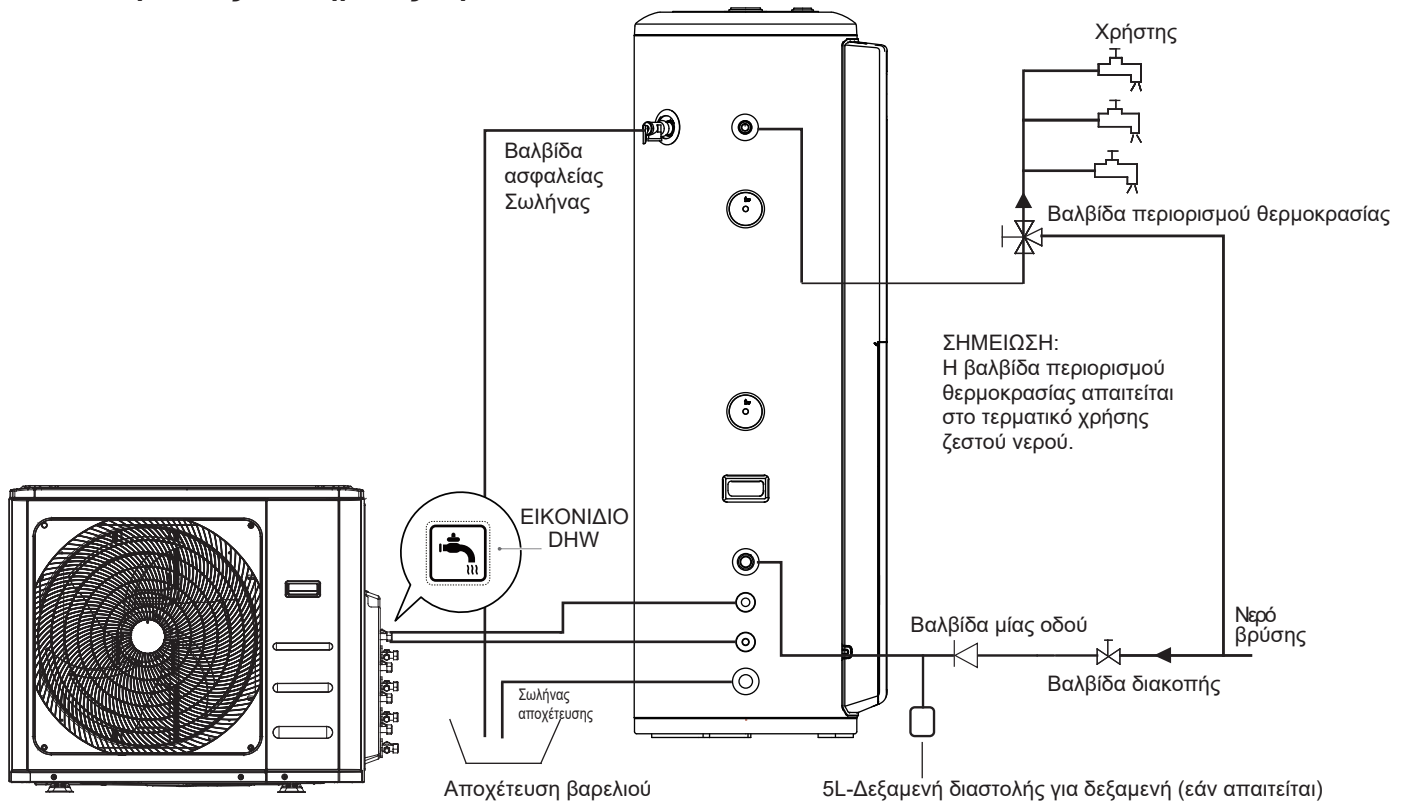 Χρήστης
Βαλβίδα
ασφαλείας
Σωλήνας
Βαλβίδα περιορισμού θερμοκρασίας
ΣΗΜΕΙΩΣΗ:
Η βαλβίδα περιορισμού
θερμοκρασίας απαιτείται
στο τερματικό χρήσης
ζεστού νερού.
ΕΙΚΟΝΙΔΙΟ
DHW
Βαλβίδα μίας οδού
Νερό
βρύσης
Βαλβίδα διακοπής
Σωλήνας
αποχέτευσης
Αποχέτευση βαρελιού
5L-Δεξαμενή διαστολής για δεξαμενή (εάν απαιτείται)